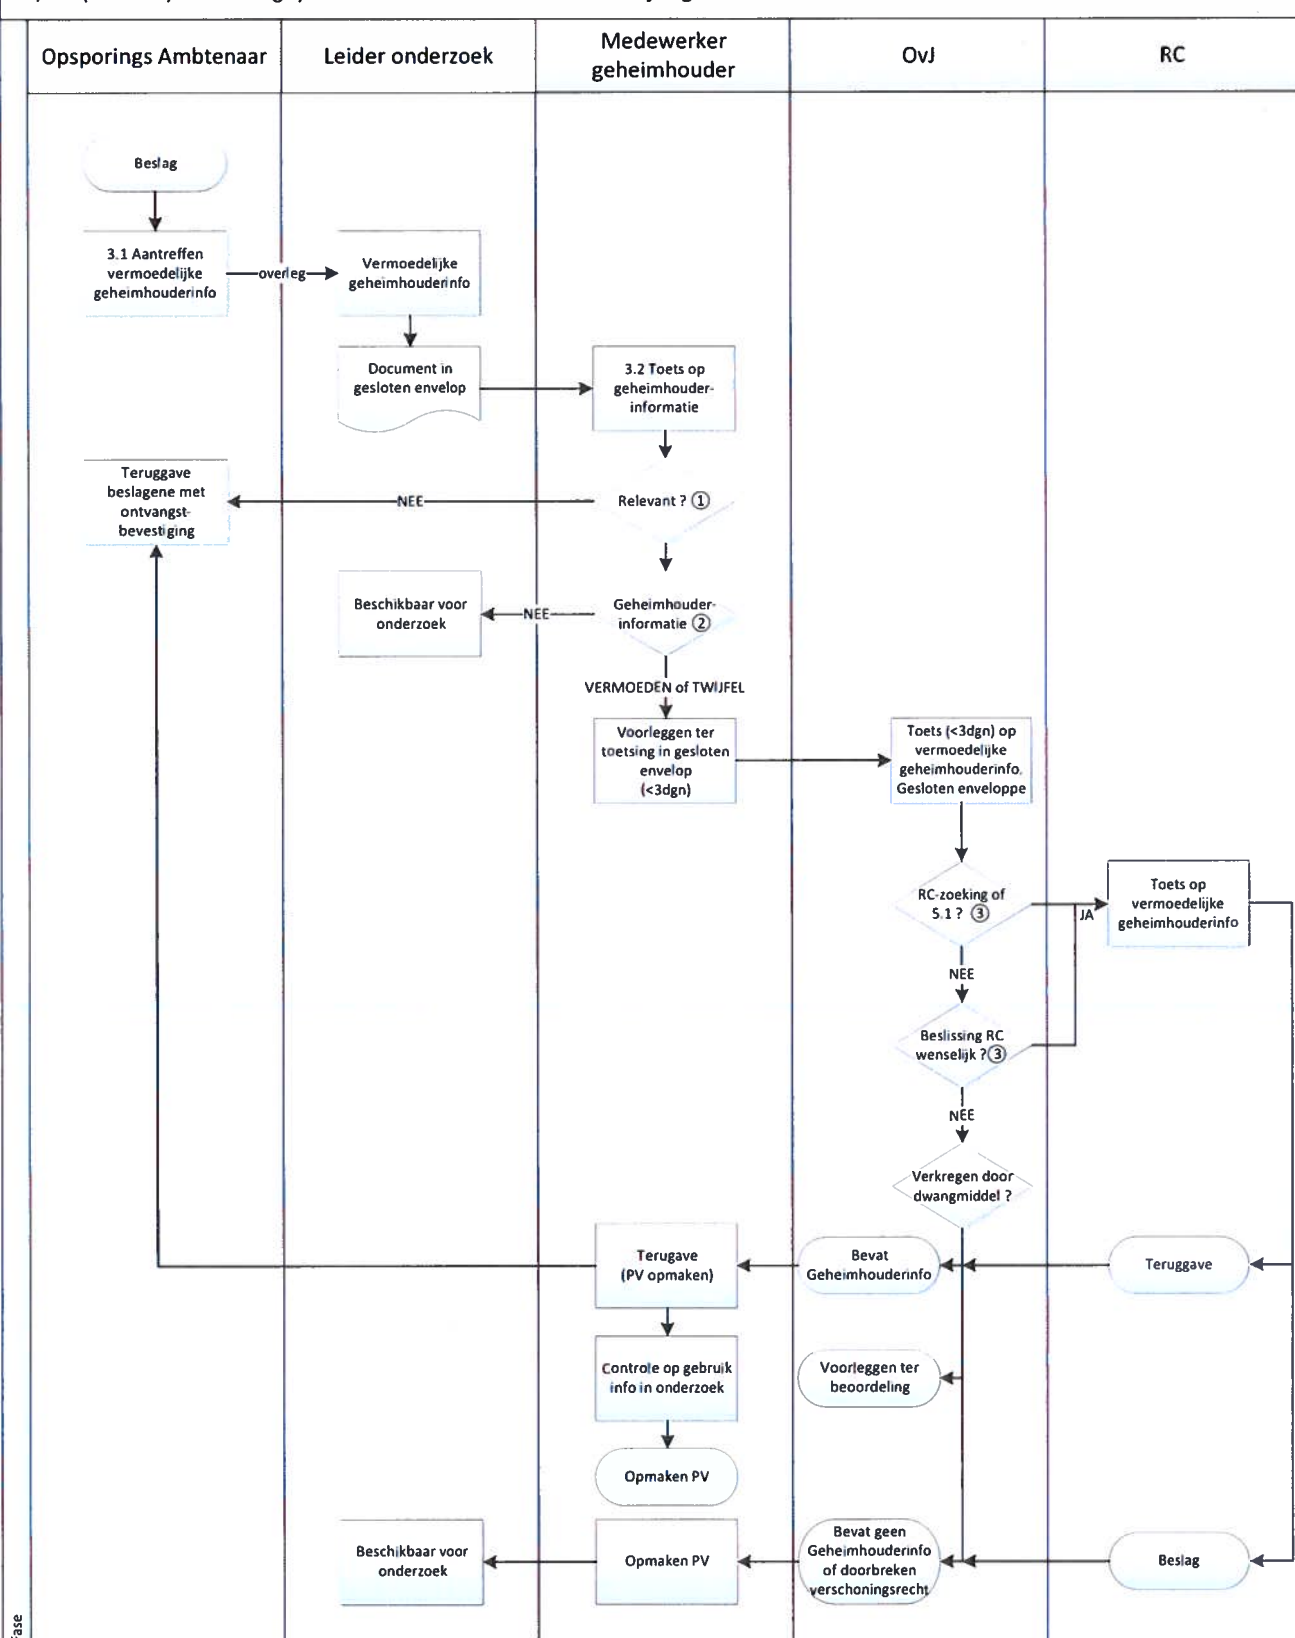 Opsporings Ambtenaar
Leider onderzoek
Medewerker
geheimhouder
OvJ
RC
Beslag
3.1 Aantreffen
vermoedelijke
geheimhouderinfo
overleg
Vermoedelijke
geheimhouderinfo
Document in
gesloten envelop
3.2 Toets op
geheimhouder-
informatie
Teruggave
beslagene met
ontvangst-
bevestiging
NEE
Relevant ? ①
Beschikbaar voor
onderzoek
NEE
Geheimhouder-
informatie ②
VERMOEDEN of TWIJFEL
Voorleggen ter
toetsing in gesloten
envelop
(<3dgn)
Toets (<3dgn) op
vermoedelijke
geheimhouderinfo.
Gesloten enveloppe
RC-zoeking of
5.1 ? ③
JA
Toets op
vermoedelijke
geheimhouderinfo
NEE
Beslissing RC
wenselijk ? ③
NEE
Verkregen door
dwangmiddel ?
Terugave
(PV opmaken)
Bevat
Geheimhouderinfo
Teruggave
Controle op gebruik
info in onderzoek
Voorleggen ter
beoordeling
Opmaken PV
Beschikbaar voor
onderzoek
Opmaken PV
Bevat geen
Geheimhouderinfo
of doorbreken
verschoningsrecht
Beslag